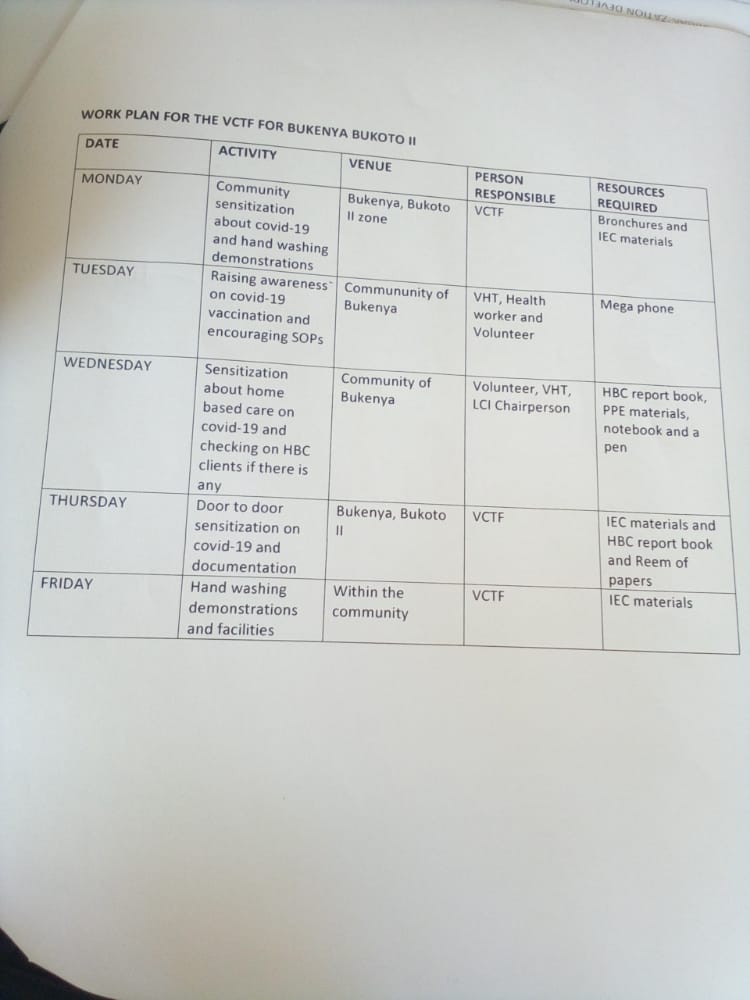 WORK PLAN FOR THE VCTF FOR BUKENYA BUKOTO II
DATE
ACTIVITY
VENUE
PERSON
RESPONSIBLE
RESOURCES
REQUIRED
MONDAY
Community
sensitization
about covid-19
and hand washing
demonstrations
Bukenya, Bukoto
II zone
VCTF
Bronchures and
IEC materials
TUESDAY
Raising awareness
on covid-19
vaccination and
encouraging SOPs
Commununity of
Bukenya
VHT, Health
worker and
Volunteer
Mega phone
WEDNESDAY
Sensitization
about home
based care on
covid-19 and
checking on HBC
clients if there is
any
Community of
Bukenya
Volunteer, VHT,
LCI Chairperson
HBC report book,
PPE materials,
notebook and a
pen
THURSDAY
Door to door
sensitization on
covid-19 and
documentation
Bukenya, Bukoto
II
VCTF
IEC materials and
HBC report book
and Reem of
papers
FRIDAY
Hand washing
demonstrations
and facilities
Within the
community
VCTF
IEC materials